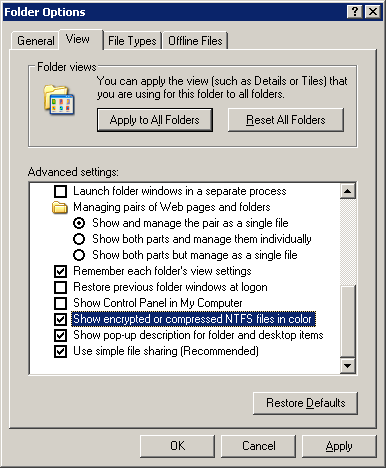 Folder Options
General
View
File Types
Offline Files
Folder views
You can apply the view (such as Details or Tiles) that
you are using for this folder to all folders.
Apply to All Folders
Reset All Folders
Advanced settings:
Launch folder windows in a separate process
Managing pairs of Web pages and folders
Show and manage the pair as a single file
Show both parts and manage them individually
Show both parts but manage as a single file
Remember each folder's view settings
Restore previous folder windows at logon
Show Control Panel in My Computer
Show encrypted or compressed NTFS files in color
Show pop-up description for folder and desktop items
Use simple file sharing (Recommended)
Restore Defaults
OK
Cancel
Apply